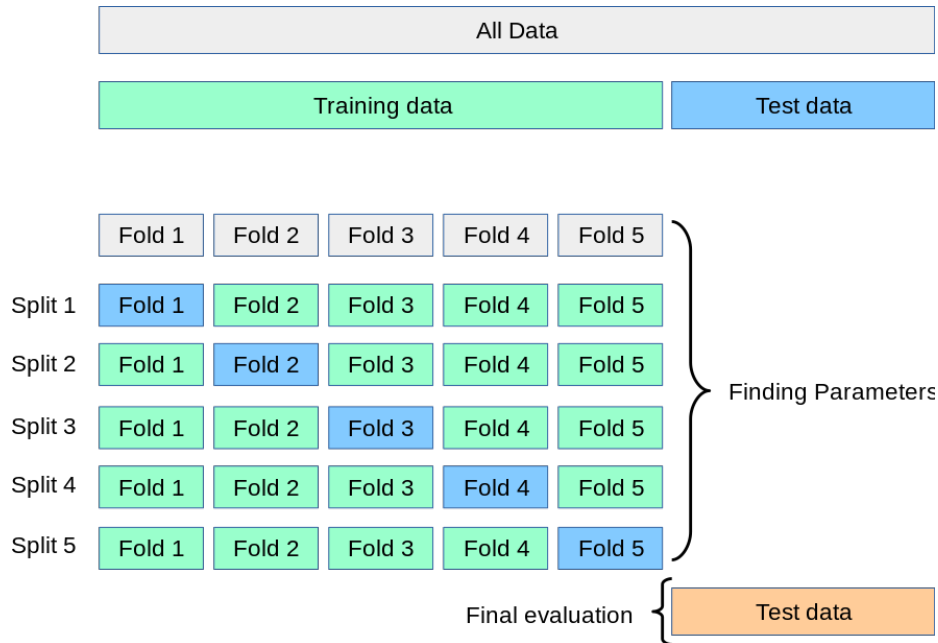 All Data
Training data Test data
Fold 1 Fold 2 Fold 3 Fold 4 Fold 5
Split 1 Fold 1 Fold 2 Fold 3 Fold 4 Fold 5
Split 2 Fold 1 Fold 2 Fold 3 Fold 4 Fold 5
Finding Parameters
Split 3 Fold 1 Fold 2 Fold 3 Fold 4 Fold 5
Split 4 Fold 1 Fold 2 Fold 3 Fold 4 Fold 5
Split 5 Fold 1 Fold 2 Fold 3 Fold 4 Fold 5
Final evaluation Test data